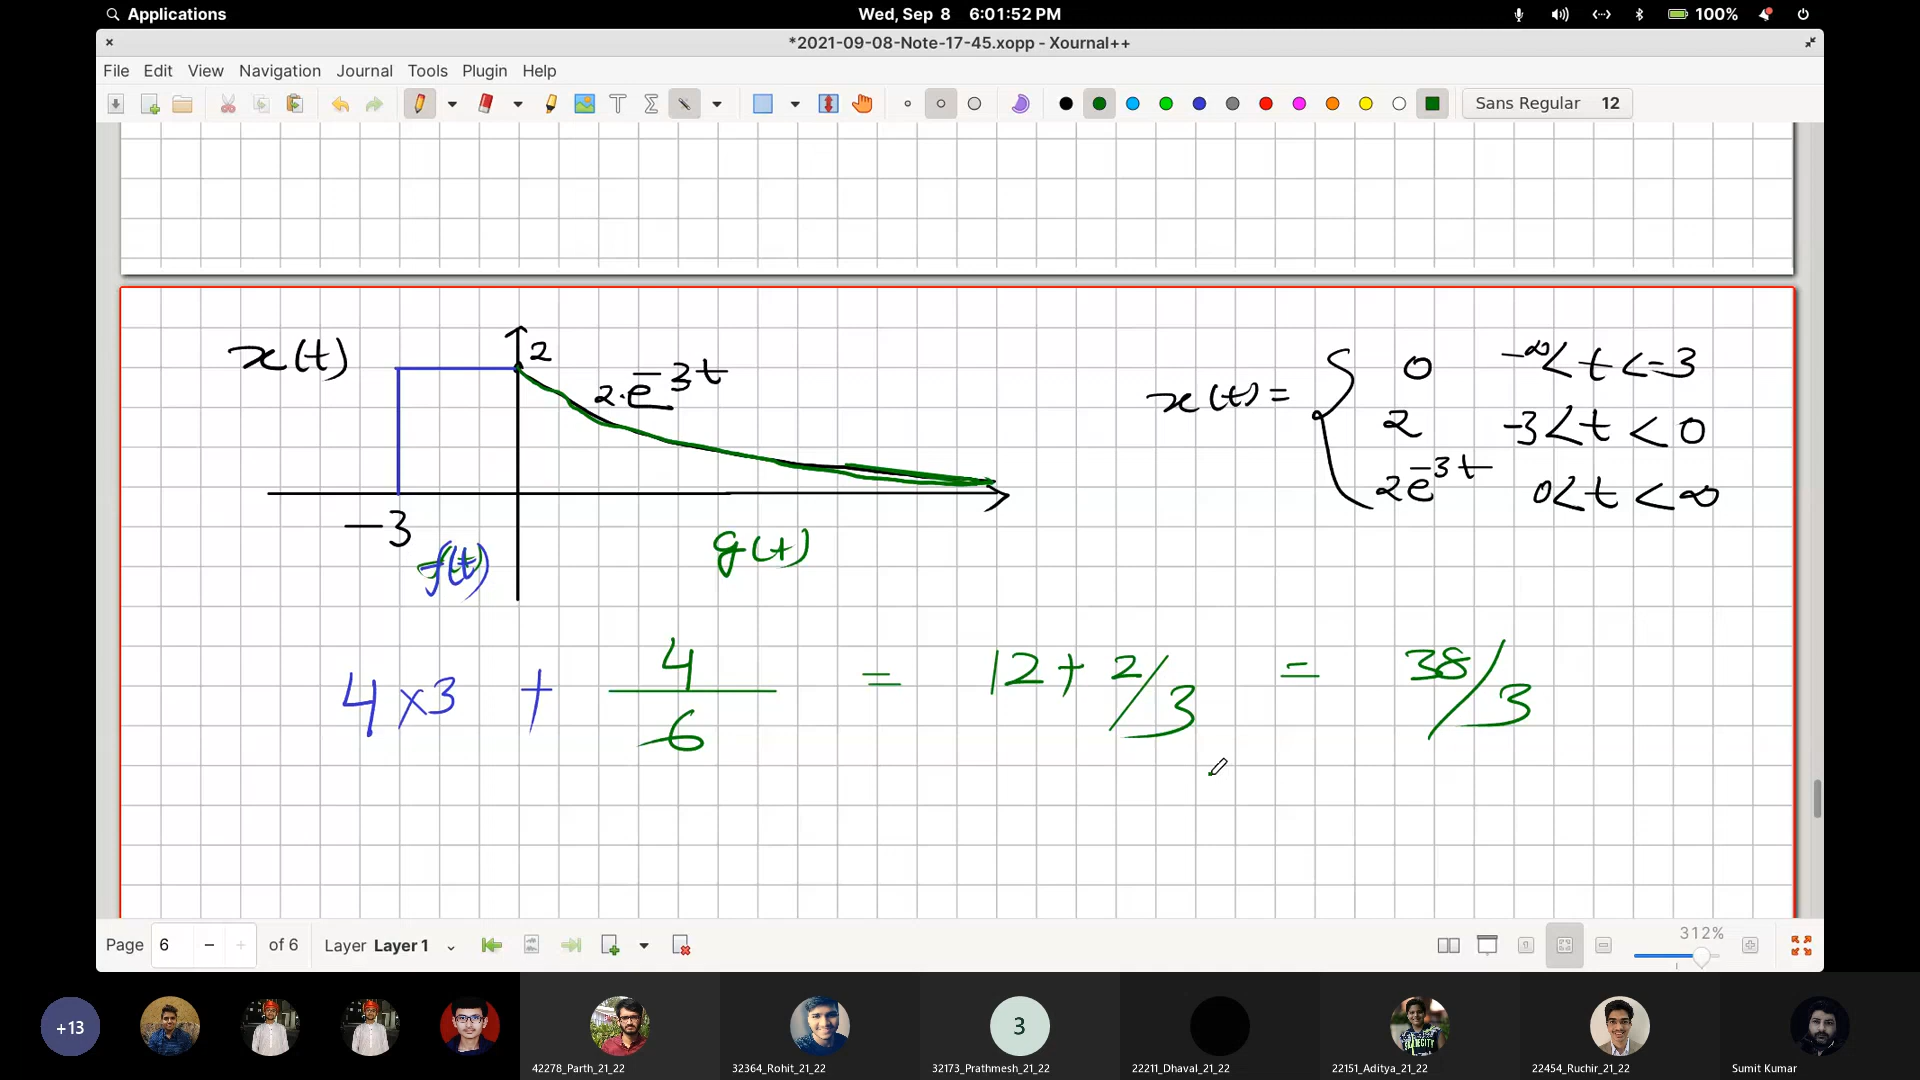 Applications
Wed, Sep 8 6:01:52 PM
100%
*2021-09-08-Note-17-45.xopp - Xournal++
File Edit View Navigation Journal Tools Plugin Help
Sans Regular 12
x(t)
2
2.e^-3t
-3
f(t)
g(t)
x(t) =
0 -∞ < t < -3
2 -3 < t < 0
2e^-3t 0 < t < ∞
4 × 3 + 4/6 = 12 + 2/3 = 38/3
Page 6 of 6 Layer Layer 1
312%
+13
3
42278_Parth_21_22
32364_Rohit_21_22
32173_Prathmesh_21_22
22211_Dhaval_21_22
22151_Aditya_21_22
22454_Ruchir_21_22
Sumit Kumar